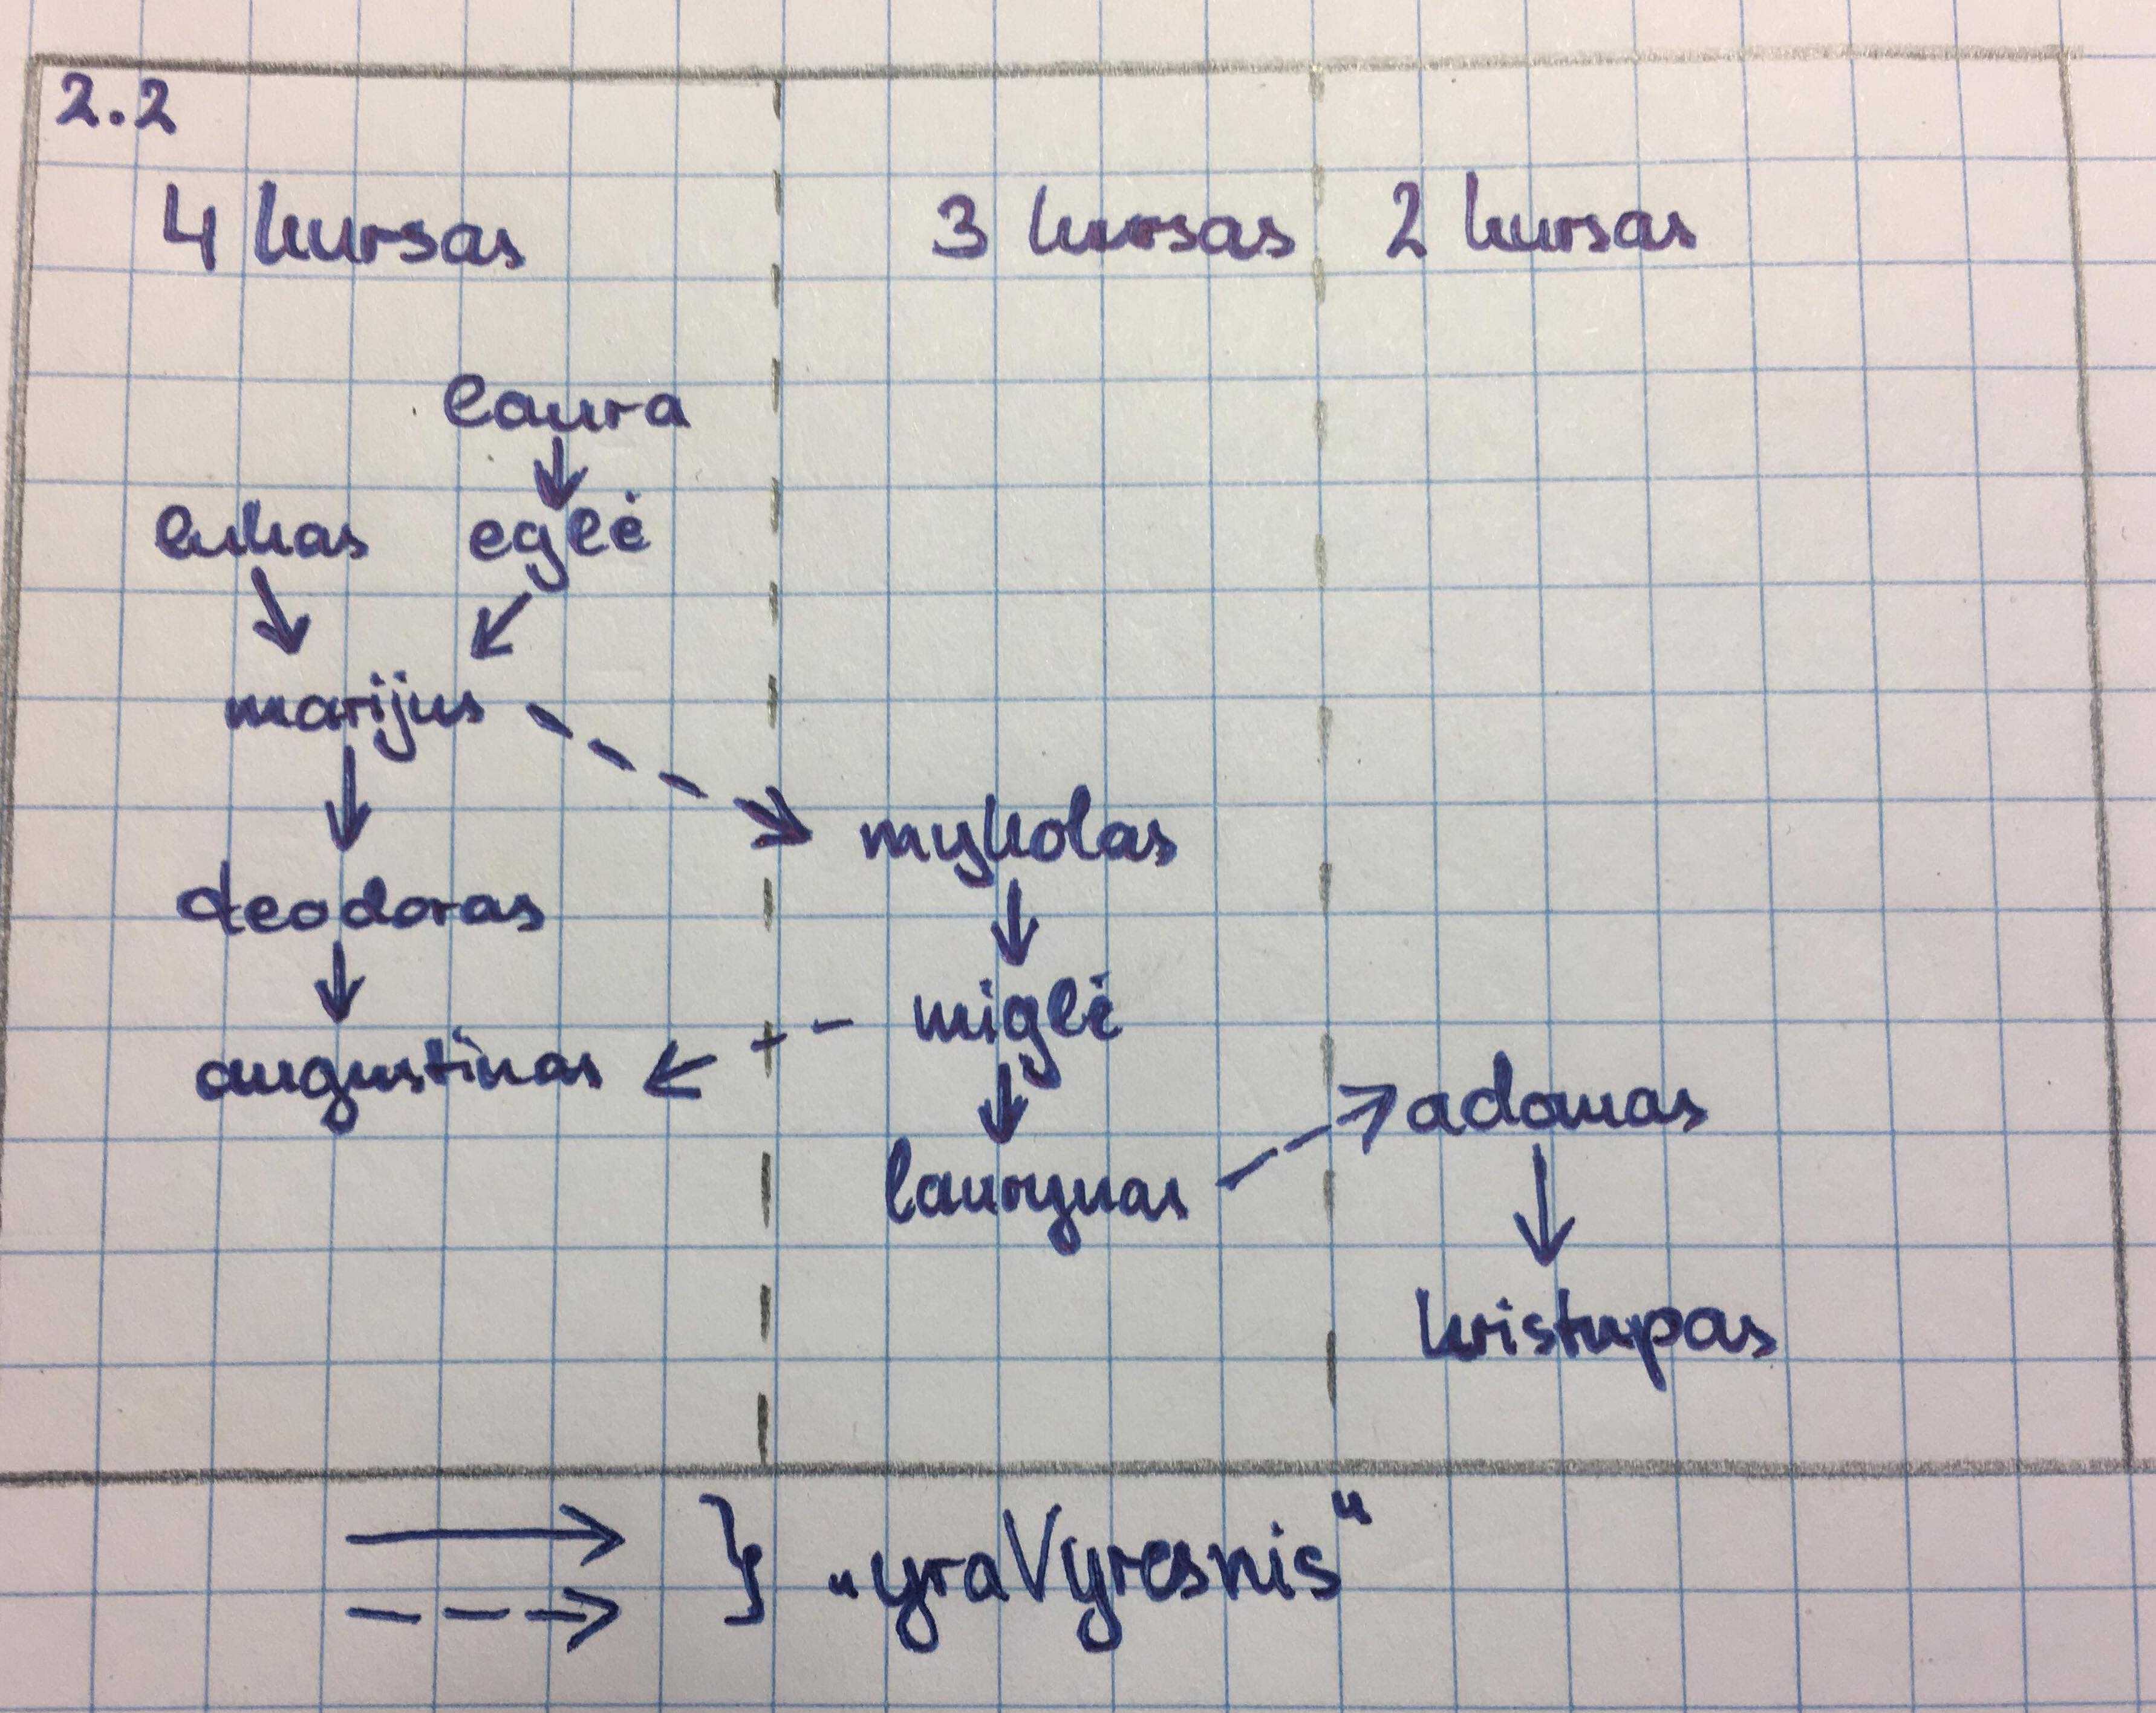 2.2
4 kursas 3 kursas 2 kursas
laura
lukas eglė
marijus
mykolas
deodoras
miglė
augustinas
adomas
laurynas
kristupas
} „yraVyresnis“